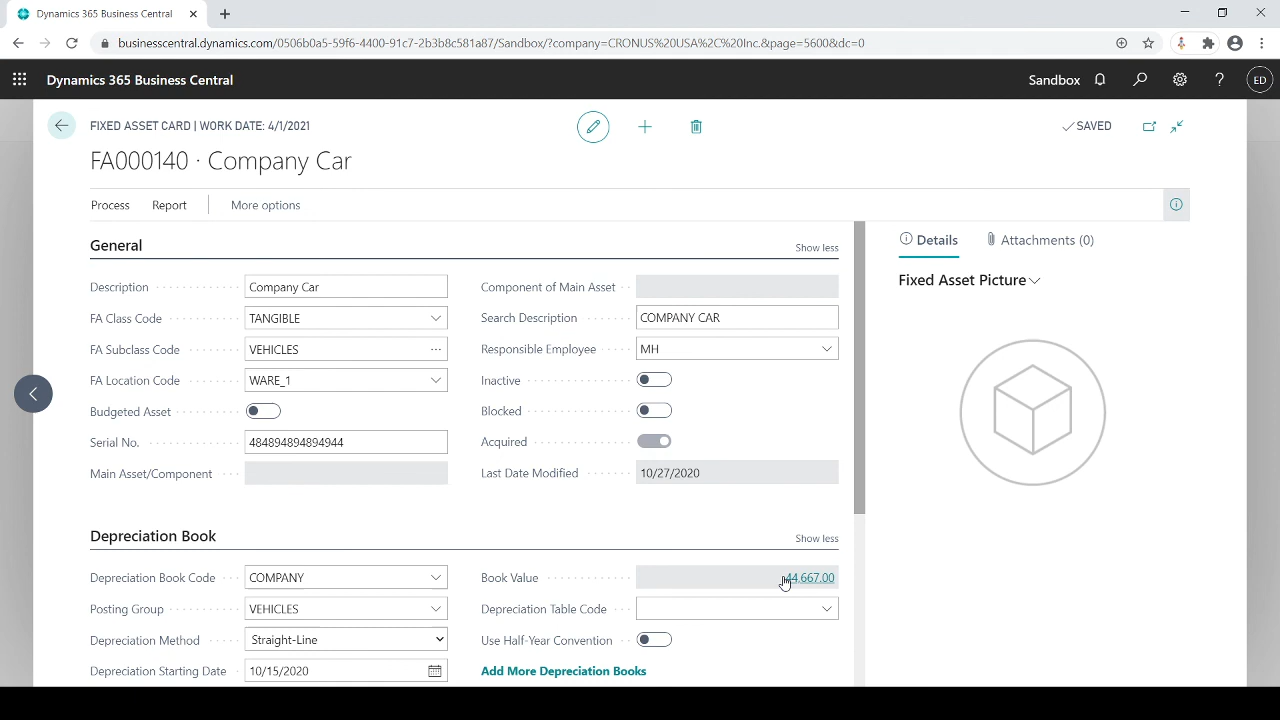 Dynamics 365 Business Central
businesscentral.dynamics.com/0506b0a5-59f6-4400-91c7-2b3b8c581a87/Sandbox/?company=CRONUS%20USA%2C%20Inc.&page=5600&dc=0
Dynamics 365 Business Central
Sandbox
?
ED
FIXED ASSET CARD | WORK DATE: 4/1/2021
SAVED
FA000140 · Company Car
Process Report More options
General
Show less
Description Company Car
FA Class Code TANGIBLE
FA Subclass Code VEHICLES
FA Location Code WARE_1
Budgeted Asset
Serial No. 484894894894944
Main Asset/Component
Component of Main Asset
Search Description COMPANY CAR
Responsible Employee MH
Inactive
Blocked
Acquired
Last Date Modified 10/27/2020
Depreciation Book
Show less
Depreciation Book Code COMPANY
Posting Group VEHICLES
Depreciation Method Straight-Line
Depreciation Starting Date 10/15/2020
Book Value 44,667.00
Depreciation Table Code
Use Half-Year Convention
Add More Depreciation Books
Details
Attachments (0)
Fixed Asset Picture